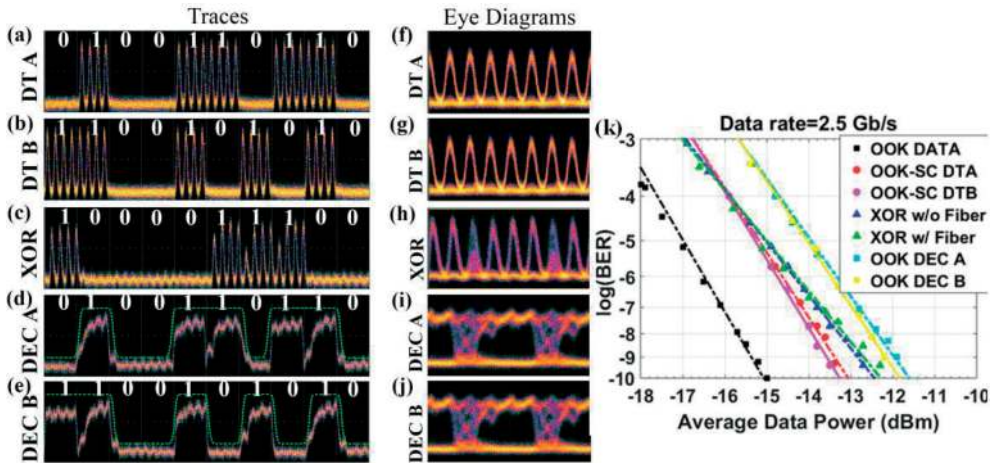 Traces
Eye Diagrams
(a)
DT A
0 1 0 0 1 1 0 1 1 0
(f)
(b)
DT B
1 1 0 0 1 0 1 0 1 0
(g)
(c)
XOR
1 0 0 0 0 1 1 1 0 0
(h)
(d)
DEC A
0 1 0 0 1 1 0 1 1 0
(i)
(e)
DEC B
1 1 0 0 1 0 1 0 1 0
(j)
(k)
Data rate=2.5 Gb/s
log(BER)
-3
-4
-5
-6
-7
-8
-9
-10
OOK DATA
OOK-SC DTA
OOK-SC DTB
XOR w/o Fiber
XOR w/ Fiber
OOK DEC A
OOK DEC B
-18 -17 -16 -15 -14 -13 -12 -11 -10
Average Data Power (dBm)